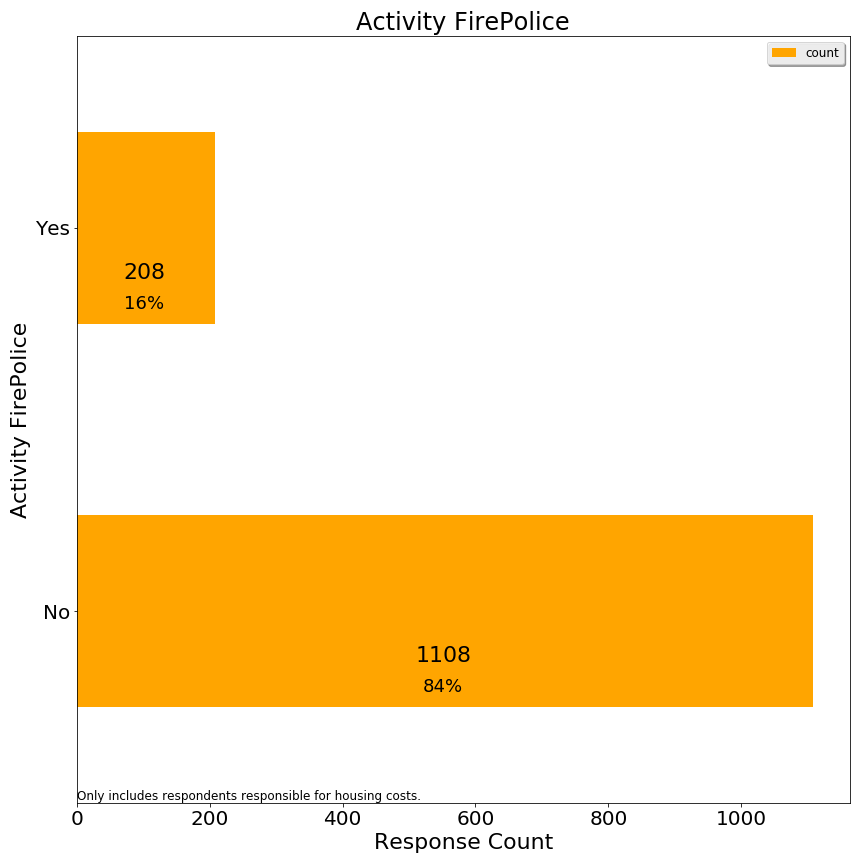 Activity FirePolice
count
Yes
208
16%
Activity FirePolice
No
1108
84%
Only includes respondents responsible for housing costs.
0 200 400 600 800 1000
Response Count